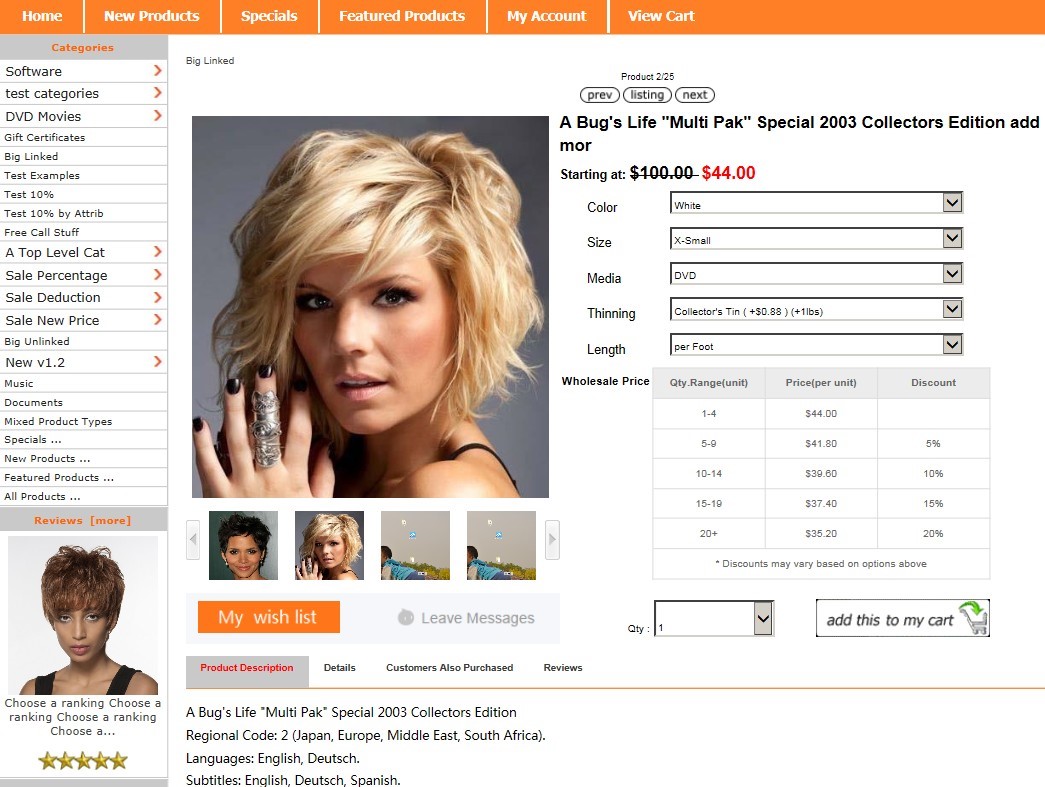 Home New Products Specials Featured Products My Account View Cart
Categories
Software
test categories
DVD Movies
Gift Certificates
Big Linked
Test Examples
Test 10%
Test 10% by Attrib
Free Call Stuff
A Top Level Cat
Sale Percentage
Sale Deduction
Sale New Price
Big Unlinked
New v1.2
Music
Documents
Mixed Product Types
Specials ...
New Products ...
Featured Products ...
All Products ...
Reviews [more]
Choose a ranking Choose a
ranking Choose a ranking
Choose a...
Big Linked
Product 2/25
prev listing next
A Bug's Life "Multi Pak" Special 2003 Collectors Edition add
mor
Starting at: $100.00 $44.00
Color White
Size X-Small
Media DVD
Thinning Collector's Tin ( +$0.88 ) (+1lbs)
Length per Foot
Wholesale Price Qty.Range(unit) Price(per unit) Discount
1-4 $44.00
5-9 $41.80 5%
10-14 $39.60 10%
15-19 $37.40 15%
20+ $35.20 20%
* Discounts may vary based on options above
My wish list Leave Messages
Qty : 1 add this to my cart
Product Description Details Customers Also Purchased Reviews
A Bug's Life "Multi Pak" Special 2003 Collectors Edition
Regional Code: 2 (Japan, Europe, Middle East, South Africa).
Languages: English, Deutsch.
Subtitles: English, Deutsch, Spanish.